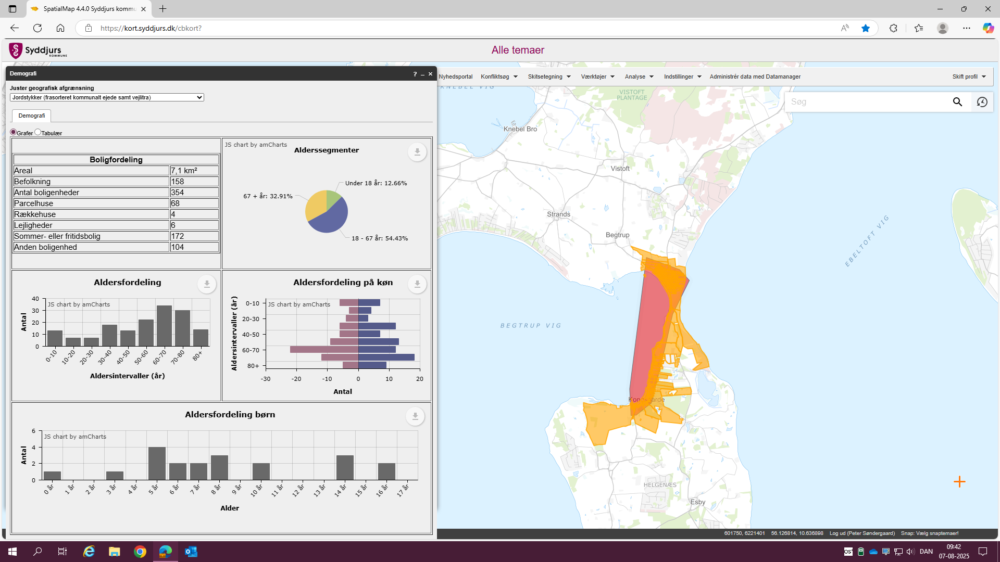 SpatialMap 4.4.0 Syddjurs kommu
https://kort.syddjurs.dk/cbkort?
Syddjurs
KOMMUNE
Alle temaer
Demografi
?
Nyhedsportal
Konfliktsøg
Skitsetegning
Værktøjer
Analyse
Indstillinger
Administrér data med Datamanager
Skift profil
Juster geografisk afgrænsning
Jordstykker (frasorteret kommunalt ejede samt vejlitra)
Søg
Demografi
Grafer
Tabulær
Boligfordeling
Areal 7,1 km²
Befolkning 158
Antal boligenheder 354
Parcelhuse 68
Rækkehuse 4
Lejligheder 6
Sommer- eller fritidsbolig 172
Anden boligenhed 104
JS chart by amCharts
Alderssegmenter
Under 18 år: 12.66%
67 + år: 32.91%
18 - 67 år: 54.43%
Aldersfordeling
JS chart by amCharts
Antal
40
30
20
10
0
0-10 10-20 20-30 30-40 40-50 50-60 60-70 70-80 80+
Aldersintervaller (år)
Aldersfordeling på køn
JS chart by amCharts
Aldersintervaller (år)
0-10
20-30
40-50
60-70
80+
-30 -20 -10 0 10 20
Antal
Aldersfordeling børn
JS chart by amCharts
Antal
6
4
2
0
0 år 1 år 2 år 3 år 4 år 5 år 6 år 7 år 8 år 9 år 10 år 11 år 12 år 13 år 14 år 15 år 16 år 17 år
Alder
KNEBEL VIG
VISTOFT
PLANTAGE
Knebel Bro
Vistoft
Strands
Begtrup
EBELTOFT VIG
BEGTRUP VIG
HELGENÆS
Esby
601750, 6221401
56.126814, 10.636898
Log ud (Peter Søndergaard)
Snap: Vælg snaptemaer!
DAN
09:42
07-08-2025